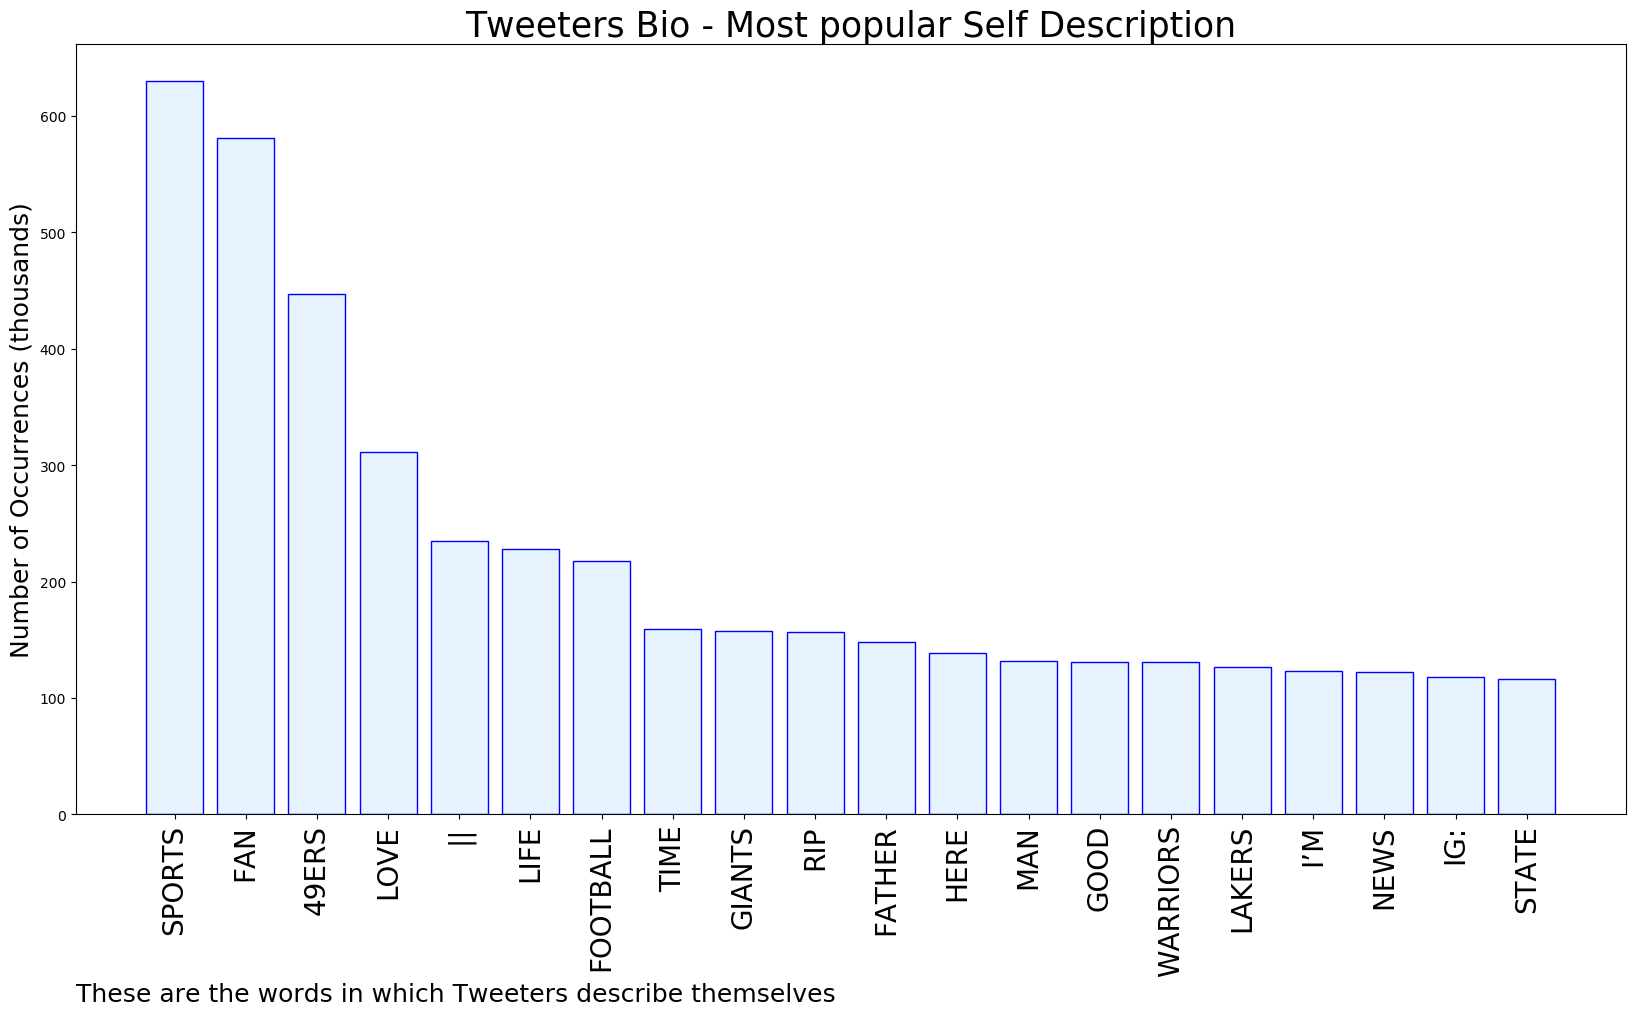 Tweeters Bio - Most popular Self Description
Number of Occurrences (thousands)
600
500
400
300
200
100
0
SPORTS
FAN
49ERS
LOVE
||
LIFE
FOOTBALL
TIME
GIANTS
RIP
FATHER
HERE
MAN
GOOD
WARRIORS
LAKERS
I’M
NEWS
IG:
STATE
These are the words in which Tweeters describe themselves